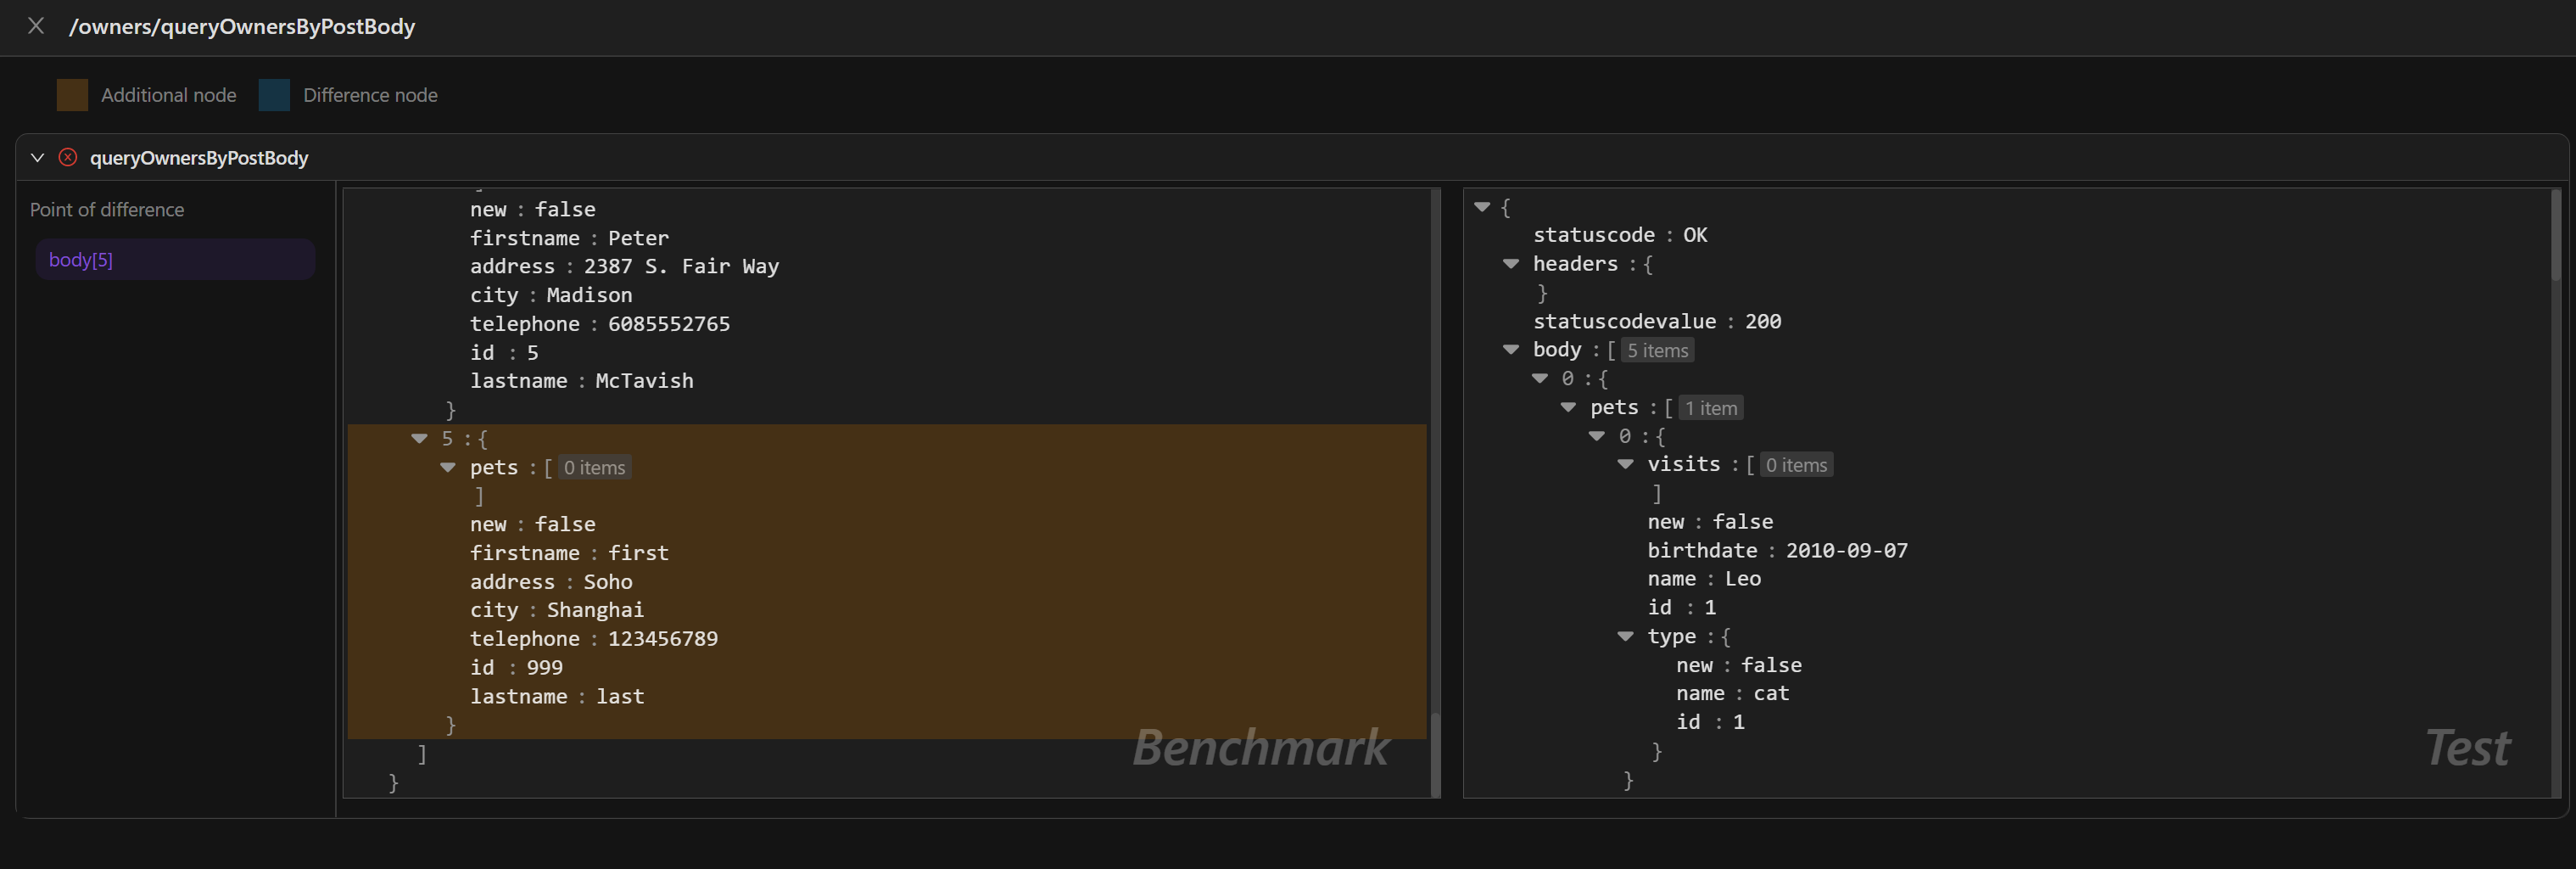 /owners/queryOwnersByPostBody
Additional node
Difference node
queryOwnersByPostBody
Point of difference
body[5]
]
new : false
firstname : Peter
address : 2387 S. Fair Way
city : Madison
telephone : 6085552765
id : 5
lastname : McTavish
}
5 :{
pets :[ 0 items
]
new : false
firstname : first
address : Soho
city : Shanghai
telephone : 123456789
id : 999
lastname : last
}
]
}
Benchmark
{
statuscode : OK
headers :{
}
statuscodevalue : 200
body :[ 5 items
0 :{
pets :[ 1 item
0 :{
visits :[ 0 items
]
new : false
birthdate : 2010-09-07
name : Leo
id : 1
type :{
new : false
name : cat
id : 1
}
}
Test